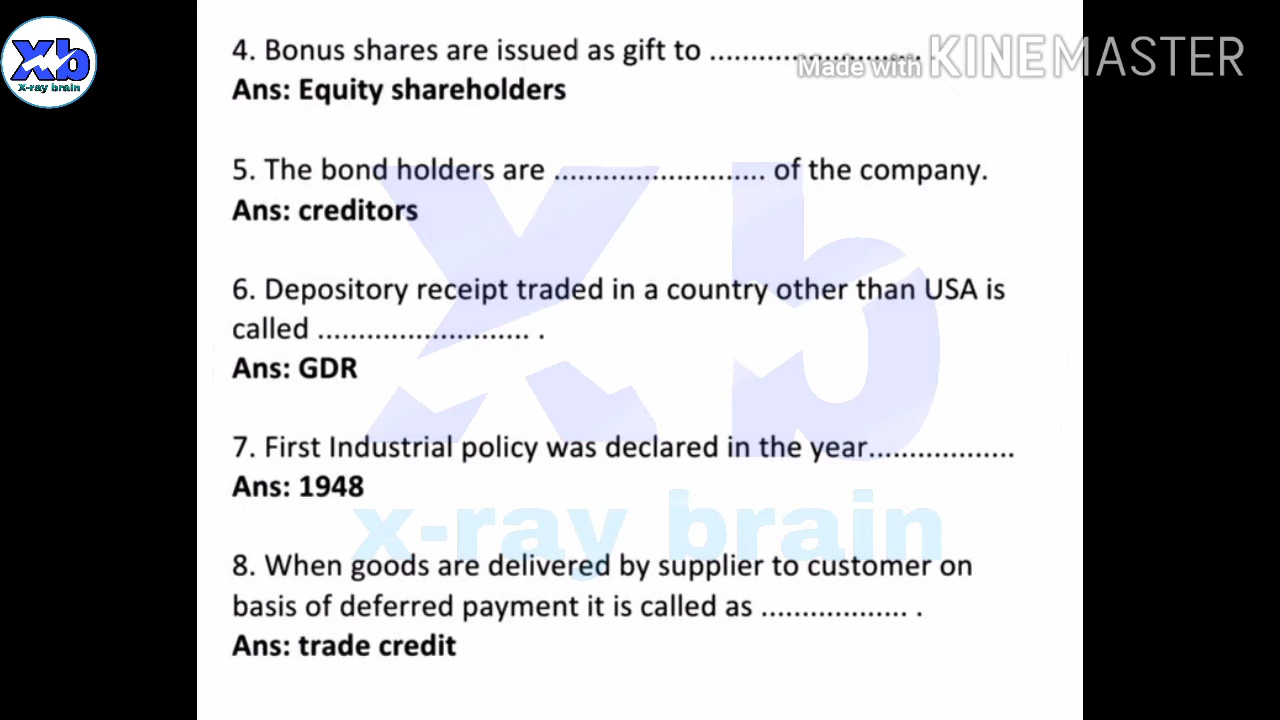 Xb
X-ray brain
Made with KINEMASTER
4. Bonus shares are issued as gift to ..........................
Ans: Equity shareholders
5. The bond holders are .......................... of the company.
Ans: creditors
6. Depository receipt traded in a country other than USA is
called .......................... .
Ans: GDR
7. First Industrial policy was declared in the year..................
Ans: 1948
8. When goods are delivered by supplier to customer on
basis of deferred payment it is called as .................. .
Ans: trade credit
Xb
x-ray brain